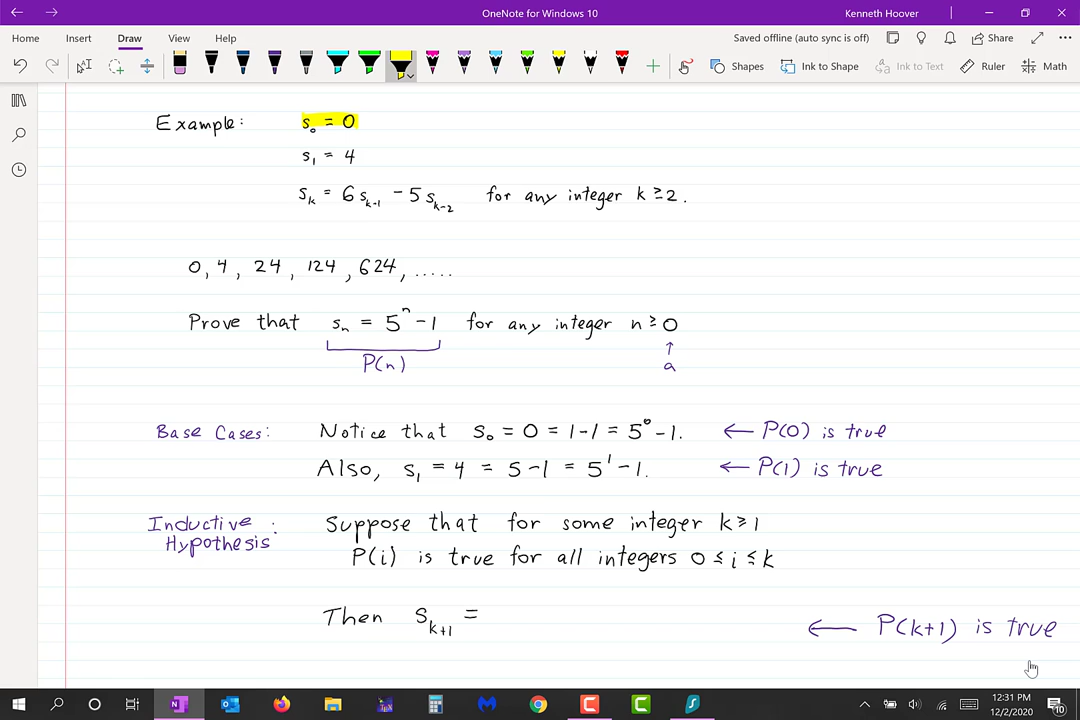 OneNote for Windows 10
Kenneth Hoover
Home Insert Draw View Help
Saved offline (auto sync is off)
Share
Shapes
Ink to Shape
Ink to Text
Ruler
Math
Example: s₀ = 0
s₁ = 4
sₖ = 6sₖ₋₁ - 5sₖ₋₂ for any integer k ≥ 2.
0, 4, 24, 124, 624, .....
Prove that sₙ = 5ⁿ - 1 for any integer n ≥ 0
P(n)
↑
a
Base Cases: Notice that s₀ = 0 = 1-1 = 5⁰-1. ← P(0) is true
Also, s₁ = 4 = 5-1 = 5¹-1. ← P(1) is true
Inductive Hypothesis: Suppose that for some integer k ≥ 1
P(i) is true for all integers 0 ≤ i ≤ k
Then Sₖ₊₁ = ← P(k+1) is true
12:31 PM
12/2/2020
10